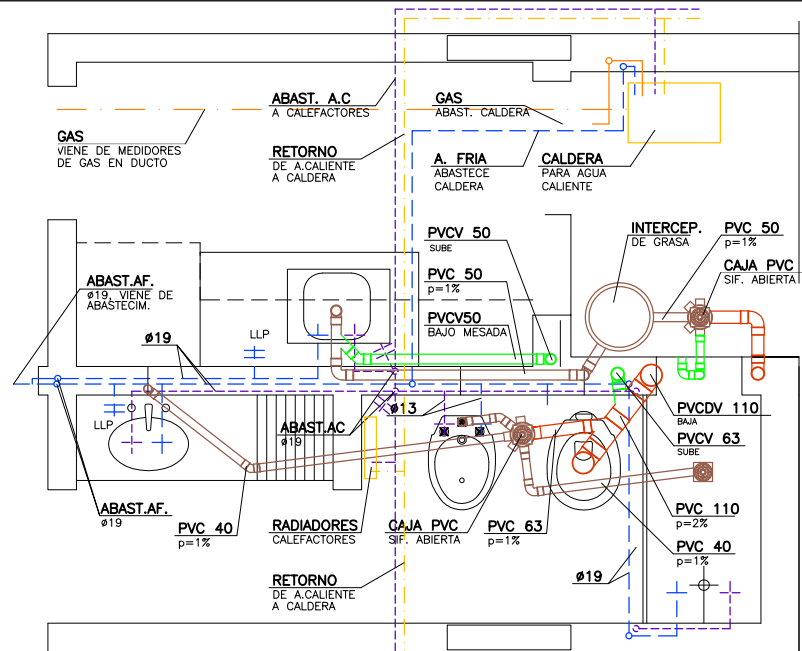 ABAST. A.C
A CALEFACTORES
GAS
ABAST. CALDERA
GAS
VIENE DE MEDIDORES
DE GAS EN DUCTO
RETORNO
DE A.CALIENTE
A CALDERA
A. FRIA
ABASTECE
CALDERA
CALDERA
PARA AGUA
CALIENTE
PVCV 50
SUBE
INTERCEP.
DE GRASA
PVC 50
p=1%
PVC 50
p=1%
CAJA PVC
SIF. ABIERTA
ABAST.AF.
ø19, VIENE DE
ABASTECIM.
PVCV50
BAJO MESADA
LLP
ø19
ø13
PVCDV 110
BAJA
LLP
ABAST.AC
ø19
PVCV 63
SUBE
ABAST.AF.
ø19
PVC 40
p=1%
RADIADORES
CALEFACTORES
CAJA PVC
SIF. ABIERTA
PVC 63
p=1%
PVC 110
p=2%
PVC 40
p=1%
RETORNO
DE A.CALIENTE
A CALDERA
ø19